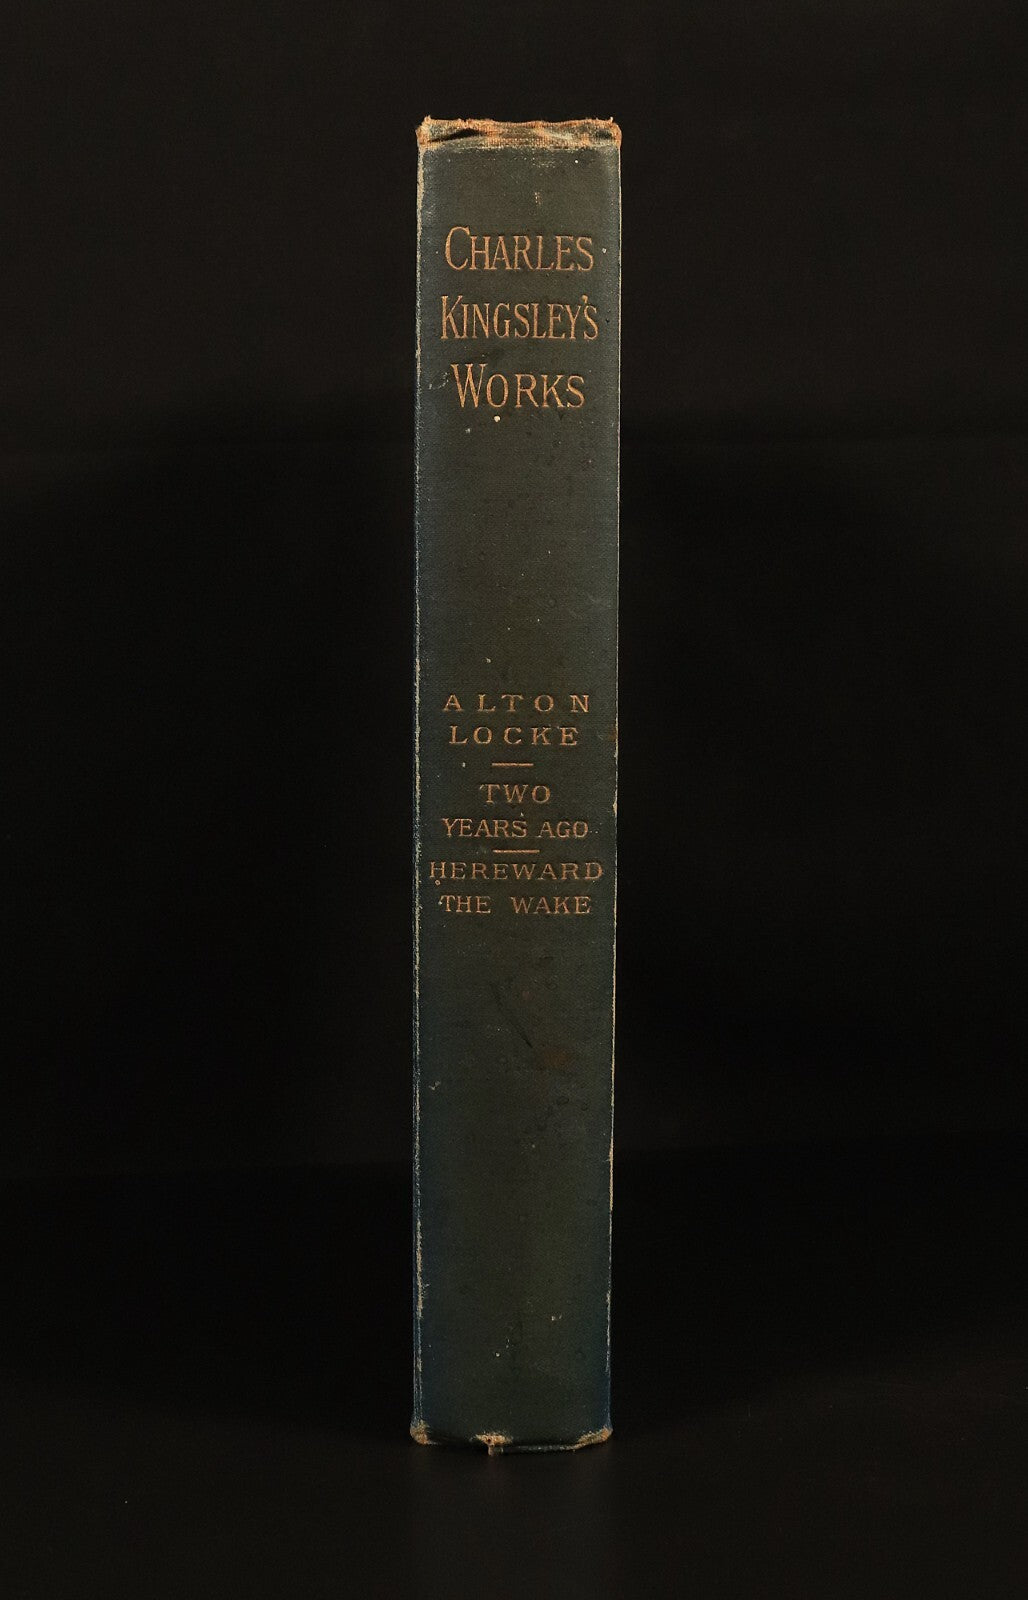 CHARLES
KINGSLEY'S
WORKS
ALTON
LOCKE
TWO
YEARS AGO
HEREWARD
THE WAKE